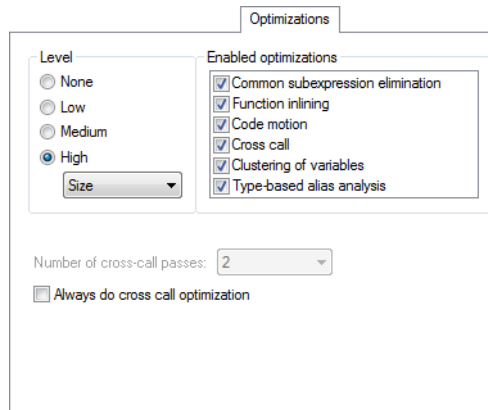 Optimizations
Level
None
Low
Medium
High
Size
Enabled optimizations
Common subexpression elimination
Function inlining
Code motion
Cross call
Clustering of variables
Type-based alias analysis
Number of cross-call passes: 2
Always do cross call optimization